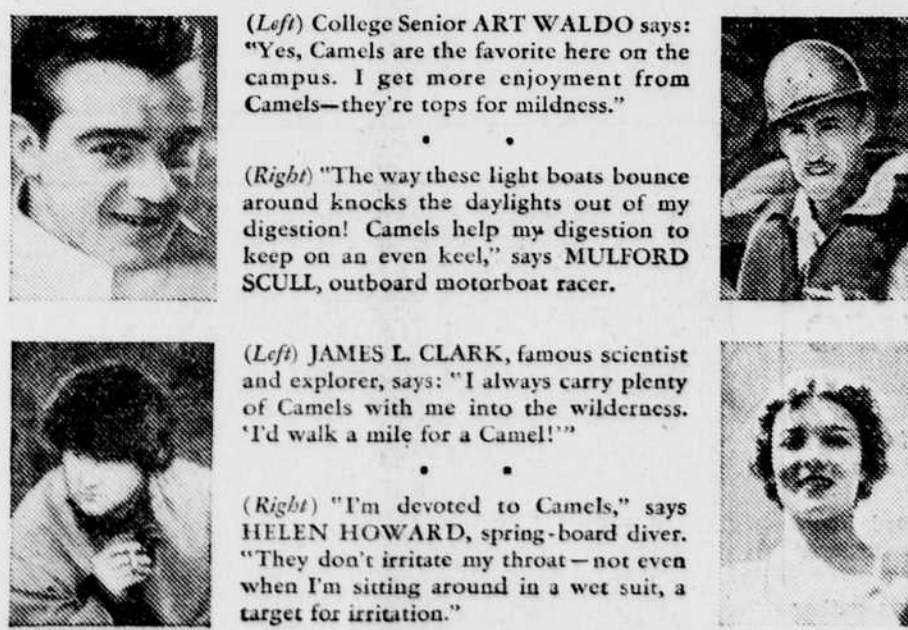 (Left) College Senior ART WALDO says:
"Yes, Camels are the favorite here on the
campus. I get more enjoyment from
Camels—they're tops for mildness."
(Right) "The way these light boats bounce
around knocks the daylights out of my
digestion! Camels help my digestion to
keep on an even keel," says MULFORD
SCULL, outboard motorboat racer.
(Left) JAMES L. CLARK, famous scientist
and explorer, says: "I always carry plenty
of Camels with me into the wilderness.
'I'd walk a mile for a Camel!'"
(Right) "I'm devoted to Camels," says
HELEN HOWARD, spring-board diver.
"They don't irritate my throat—not even
when I'm sitting around in a wet suit, a
target for irritation."